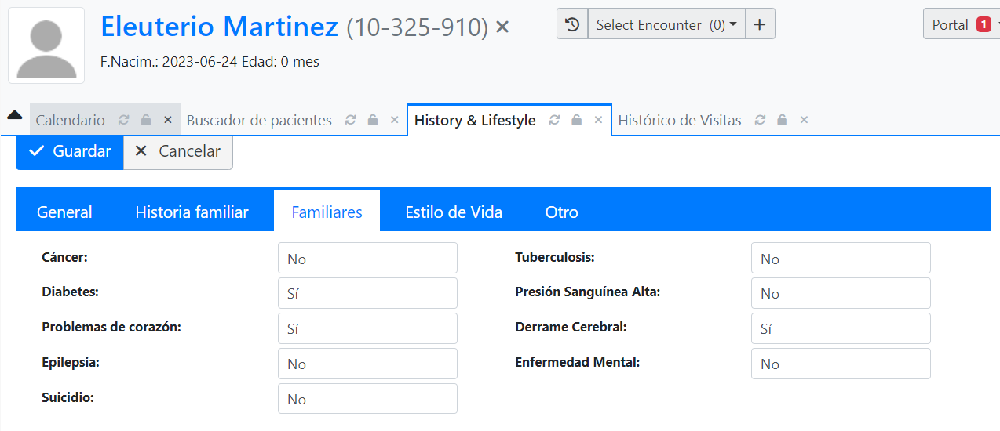 Eleuterio Martinez (10-325-910)
Select Encounter (0)
Portal 1
F.Nacim.: 2023-06-24 Edad: 0 mes
Calendario Buscador de pacientes History & Lifestyle Histórico de Visitas
Guardar Cancelar
General Historia familiar Familiares Estilo de Vida Otro
Cáncer: No Tuberculosis: No
Diabetes: Sí Presión Sanguínea Alta: No
Problemas de corazón: Sí Derrame Cerebral: Sí
Epilepsia: No Enfermedad Mental: No
Suicidio: No